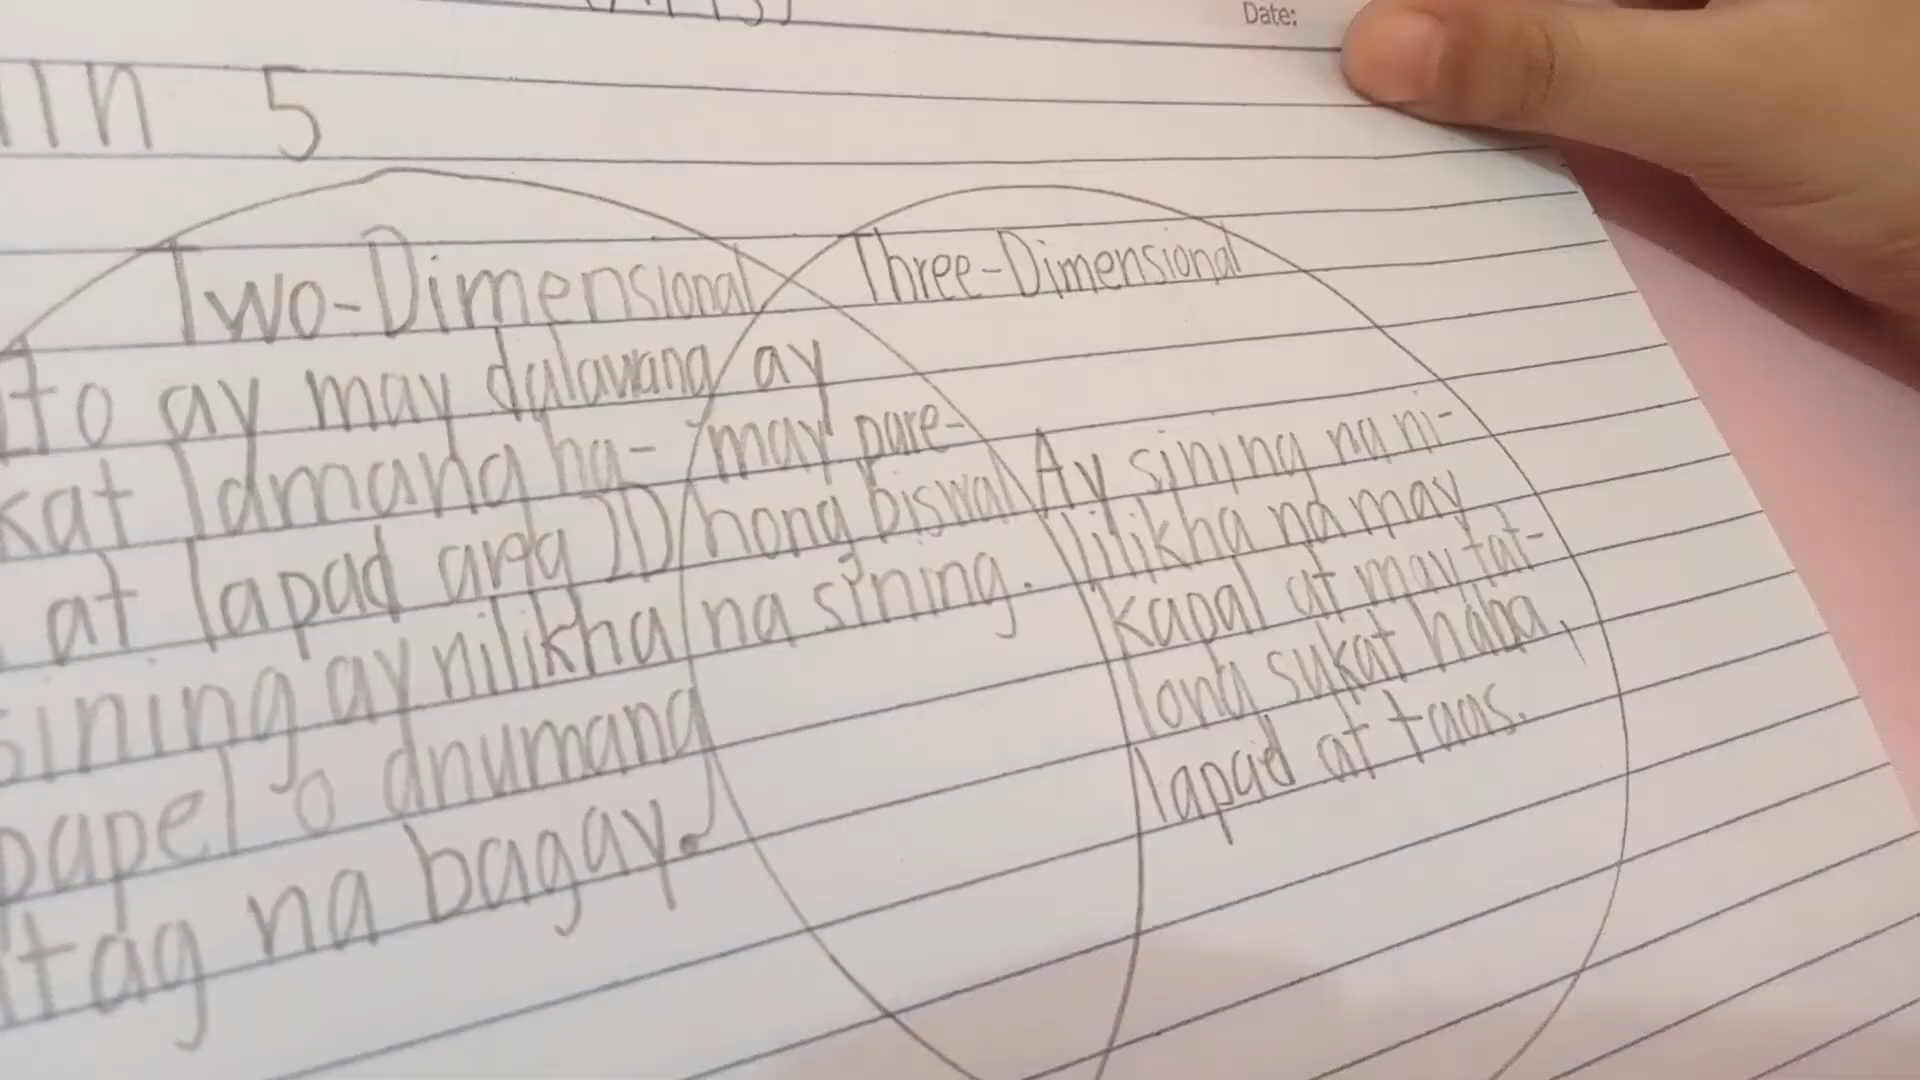 Date:
5
Two-Dimensional
Three-Dimensional
Ito ay may dalawang
kat lamang ha-
at lapad ang 2D
sining ay nilikha
papel o anumang
tag na bagay.
ay
may pare-
hong biswal
na sining.
Ay sining na ni-
lilikha na may
kapal at may tat-
long sukat haba,
lapad at taas.